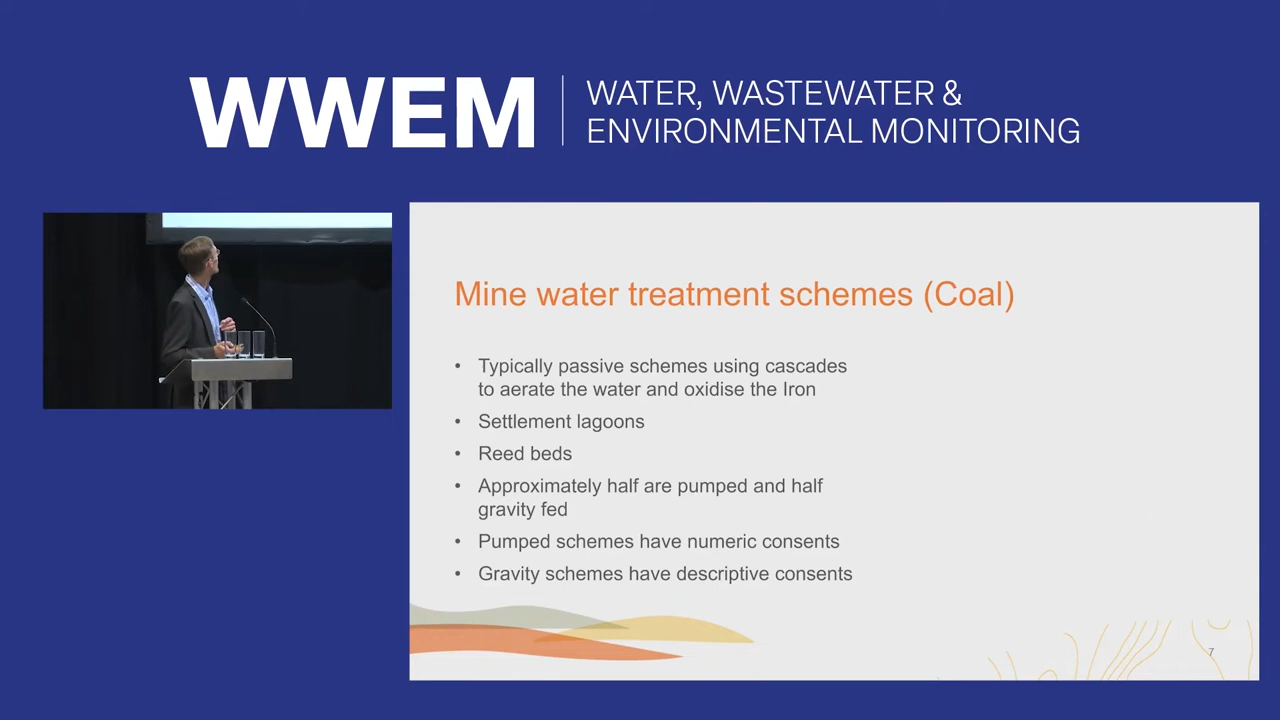 WWEM
WATER, WASTEWATER &
ENVIRONMENTAL MONITORING
Mine water treatment schemes (Coal)
• Typically passive schemes using cascades
to aerate the water and oxidise the Iron
• Settlement lagoons
• Reed beds
• Approximately half are pumped and half
gravity fed
• Pumped schemes have numeric consents
• Gravity schemes have descriptive consents
7